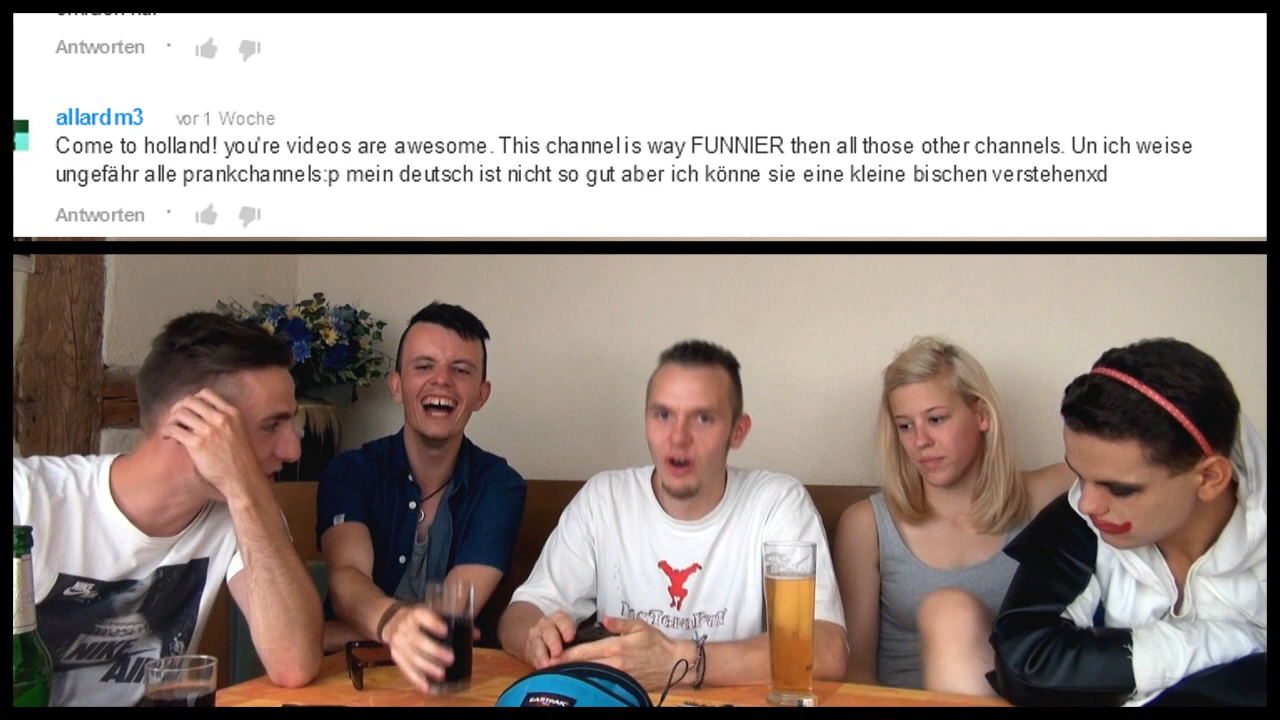 Antworten
allardm3 vor 1 Woche
Come to holland! you're videos are awesome. This channel is way FUNNIER then all those other channels. Un ich weise
ungefähr alle prankchannels:p mein deutsch ist nicht so gut aber ich könne sie eine kleine bischen verstehenxd
Antworten
NIKE
NIKE
AIR
EASTPAK